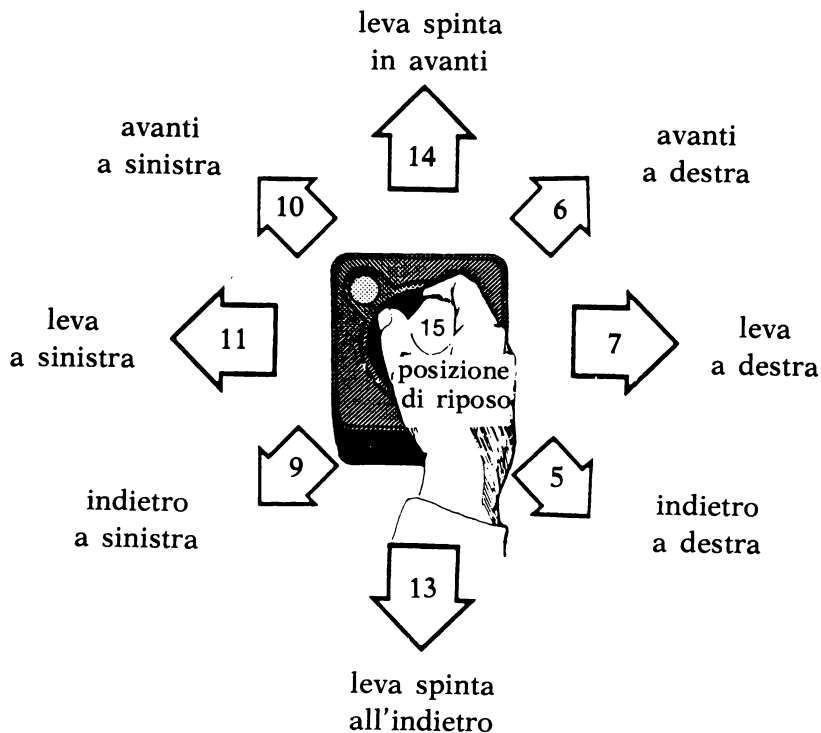 leva spinta
in avanti
14
avanti
a sinistra
10
avanti
a destra
6
leva
a sinistra
11
15
posizione
di riposo
7
leva
a destra
9
indietro
a sinistra
5
indietro
a destra
13
leva spinta
all'indietro